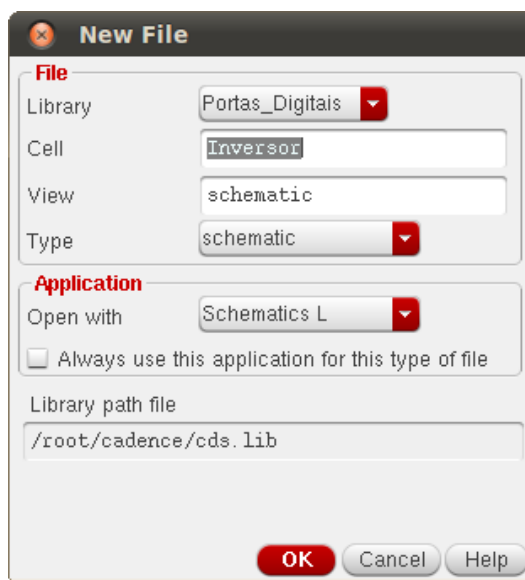 New File
File
Library Portas_Digitais
Cell Inversor
View schematic
Type schematic
Application
Open with Schematics L
Always use this application for this type of file
Library path file
/root/cadence/cds.lib
OK Cancel Help